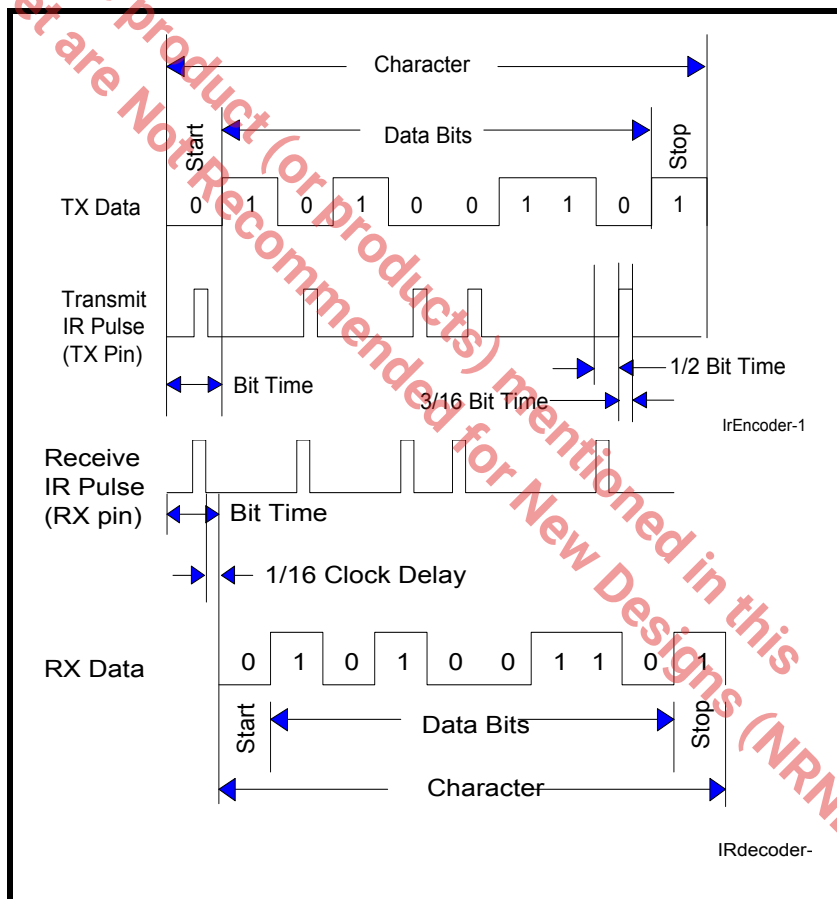 product (or products) mentioned in this
et are Not Recommended for New Designs (NRN
Character
Start
Data Bits
Stop
TX Data
0 1 0 1 0 0 1 1 0 1
Transmit
IR Pulse
(TX Pin)
Bit Time
1/2 Bit Time
3/16 Bit Time
IrEncoder-1
Receive
IR Pulse
(RX pin)
Bit Time
1/16 Clock Delay
RX Data
0 1 0 1 0 0 1 1 0 1
Start
Data Bits
Stop
Character
IRdecoder-